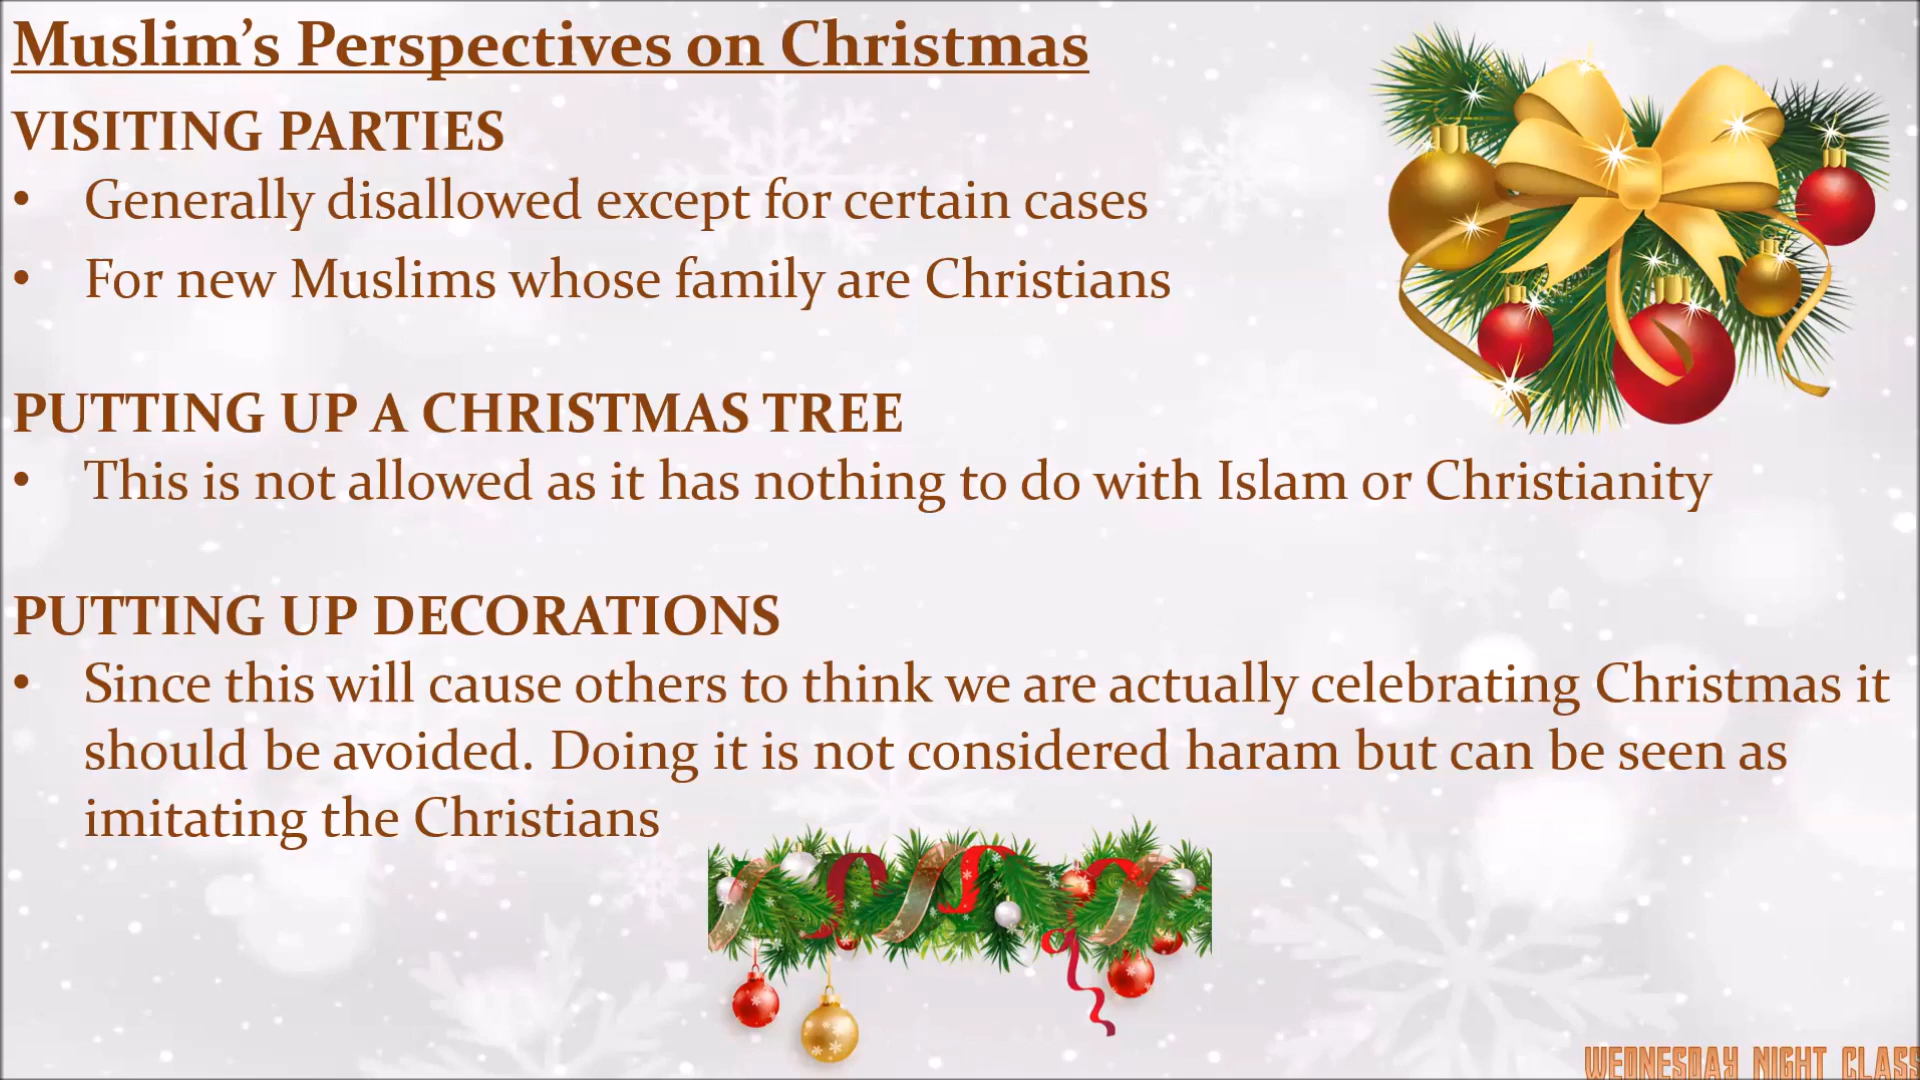 Muslim’s Perspectives on Christmas
VISITING PARTIES
• Generally disallowed except for certain cases
• For new Muslims whose family are Christians
PUTTING UP A CHRISTMAS TREE
• This is not allowed as it has nothing to do with Islam or Christianity
PUTTING UP DECORATIONS
• Since this will cause others to think we are actually celebrating Christmas it
should be avoided. Doing it is not considered haram but can be seen as
imitating the Christians
WEDNESDAY NIGHT CLASS